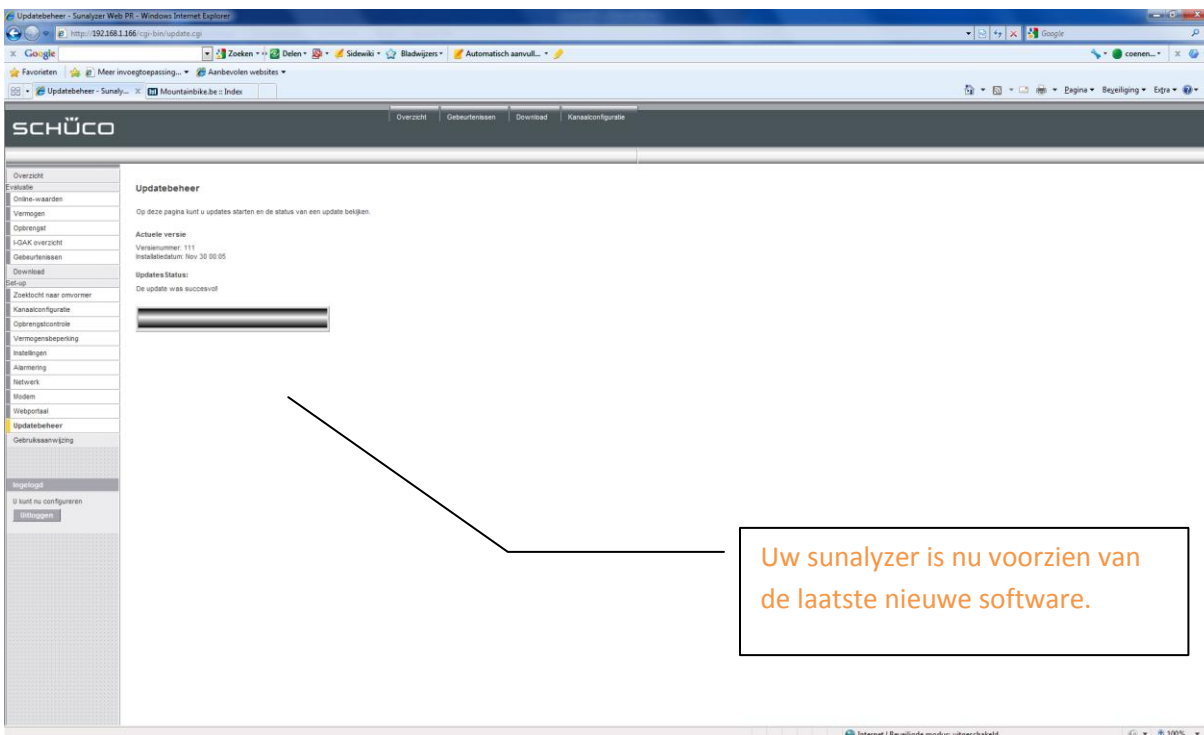 Updatebeheer - Sunalyzer Web PR - Windows Internet Explorer
http://192.168.1.166/cgi-bin/update.cgi
Google
x Google Zoeken Delen Sidewiki Bladwijzers Automatisch aanvull... coenen...
Favorieten Meer invoegtoepassing... Aanbevolen websites
Updatebeheer - Sunaly... Mountainbike.be :: Index Pagina Beveiliging Extra
SCHÜCO
Overzicht Gebeurtenissen Download Kanaalconfiguratie
Overzicht
Evaluatie
Online-waarden
Vermogen
Opbrengst
I-GAK overzicht
Gebeurtenissen
Download
Set-up
Zoektocht naar omvormer
Kanaalconfiguratie
Opbrengstcontrole
Vermogensbeperking
Instellingen
Alarmering
Netwerk
Modem
Webportaal
Updatebeheer
Gebruiksaanwijzing
Ingelogd
U kunt nu configureren
Uitloggen
Updatebeheer
Op deze pagina kunt u updates starten en de status van een update bekijken.
Actuele versie
Versienummer: 111
Installatiedatum: Nov 30 00:05
Updates Status:
De update was succesvol!
Uw sunalyzer is nu voorzien van
de laatste nieuwe software.
Internet | Beveiligde modus: uitgeschakeld 100%